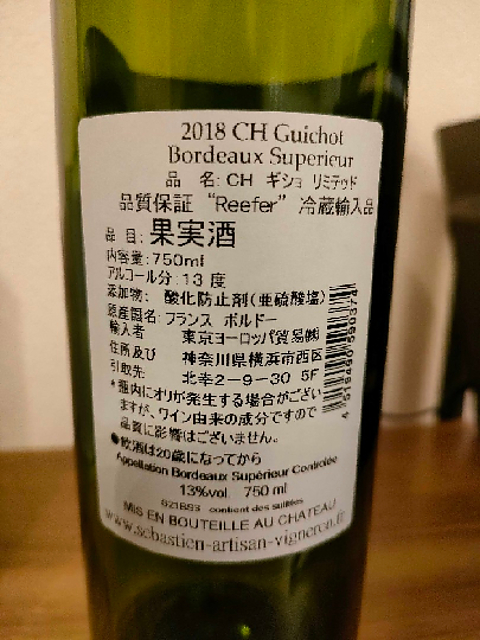 2018 CH Guichot
Bordeaux Superieur
品 名: CH ギショ リミテッド
品質保証 “Reefer” 冷蔵輸入品
品 目: 果実酒
内容量: 750ml
アルコール分: 13 度
添加物: 酸化防止剤(亜硫酸塩)
原産国名: フランス ボルドー
輸入者 東京ヨーロッパ貿易㈱
住所及び 神奈川県横浜市西区
引取先 北幸2-9-30 5F
*瓶内にオリが発生する場合がござい
ますが、ワイン由来の成分ですので
品質に影響はございません。
●飲酒は20歳になってから
4519490590374
Appellation Bordeaux Supérieur Contrôlée
13%vol 750 ml
contient des sulfites
MIS EN BOUTEILLE AU CHATEAU
www.sebastien-artisan-vigneron.fr